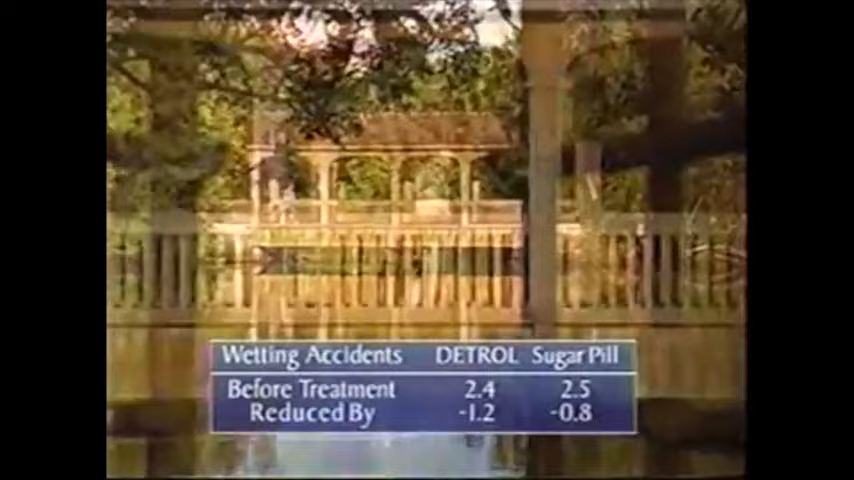 Wetting Accidents DETROL Sugar Pill
Before Treatment 2.4 2.5
Reduced By -1.2 -0.8